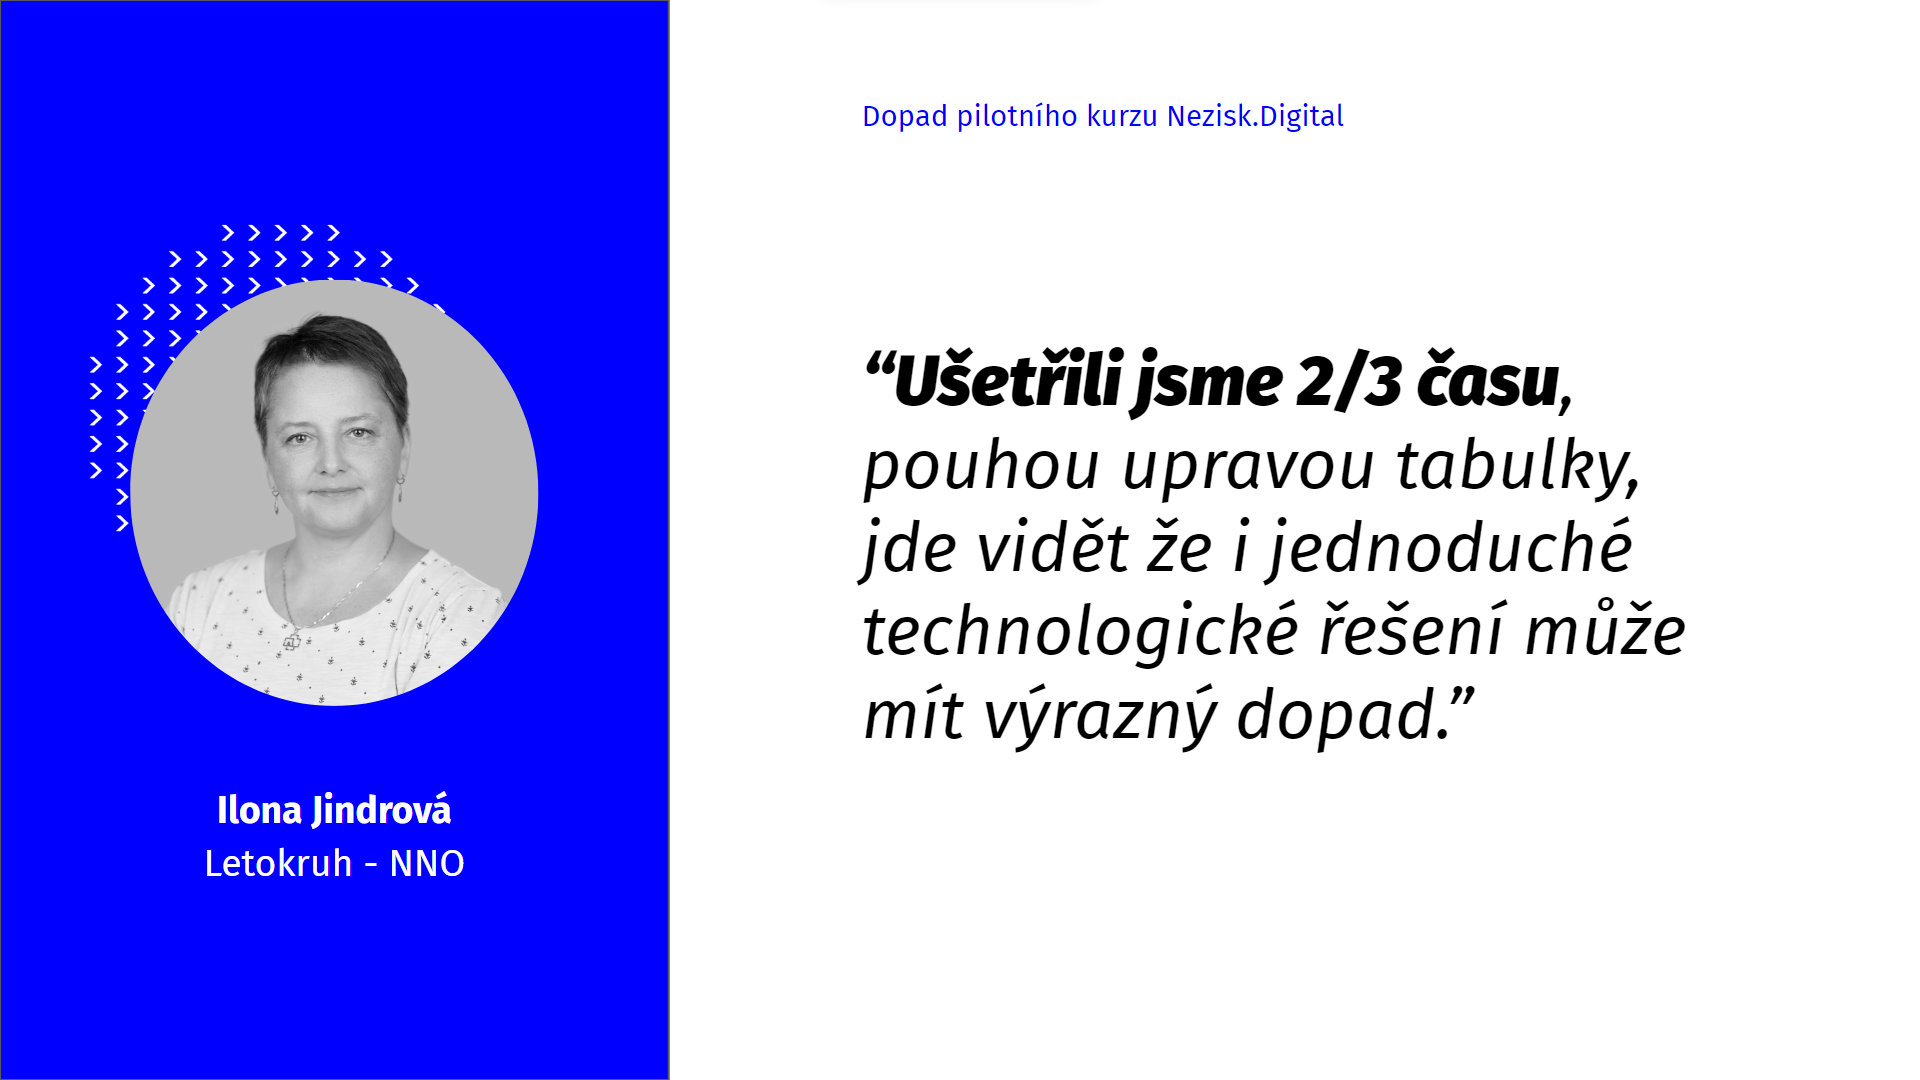 Dopad pilotního kurzu Nezisk.Digital
“Ušetřili jsme 2/3 času,
pouhou upravou tabulky,
jde vidět že i jednoduché
technologické řešení může
mít výrazný dopad.”
Ilona Jindrová
Letokruh - NNO